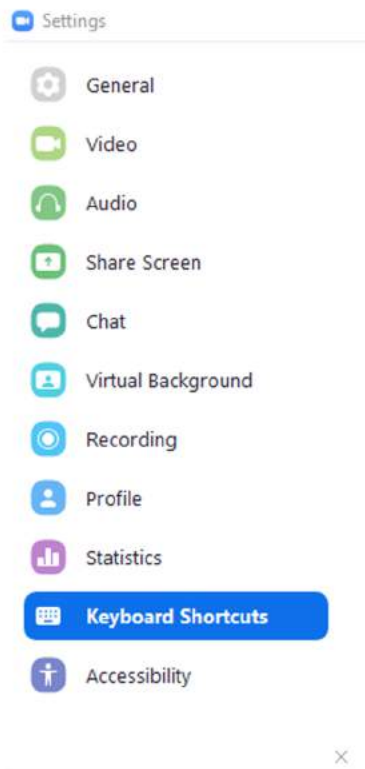 Settings
General
Video
Audio
Share Screen
Chat
Virtual Background
Recording
Profile
Statistics
Keyboard Shortcuts
Accessibility